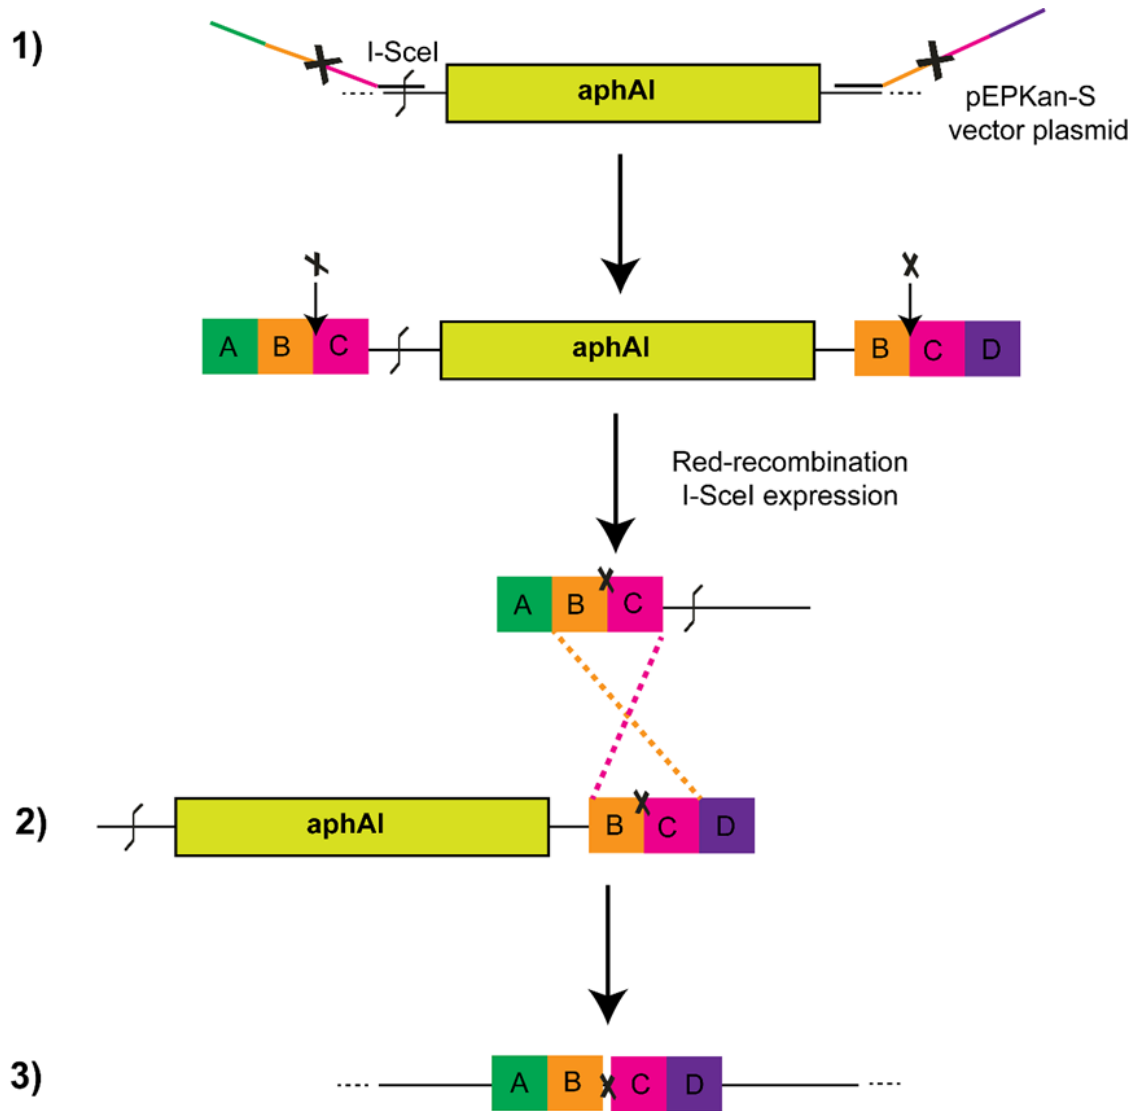 1)
I-SceI
aphAI
pEPKan-S
vector plasmid
A B C
aphAI
B C D
Red-recombination
I-SceI expression
A B C
2)
aphAI
B C D
3)
A B C D